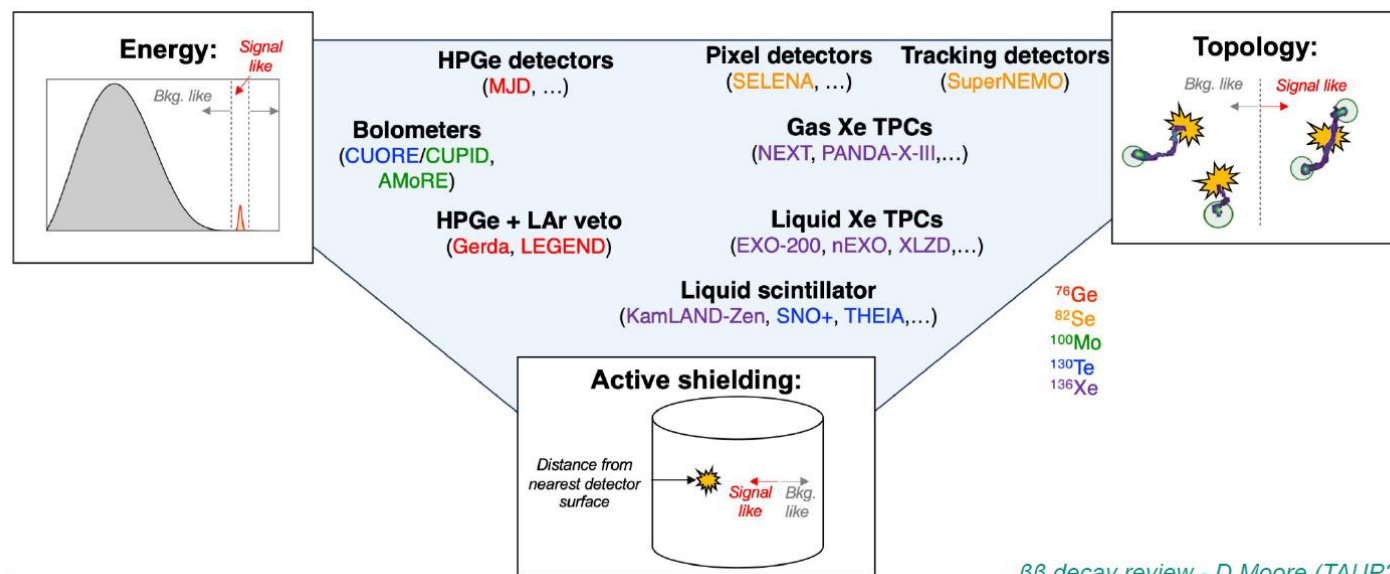 Energy:
Signal
like
Bkg. like
HPGe detectors
(MJD, ...)
Pixel detectors
(SELENA, ...)
Tracking detectors
(SuperNEMO)
Topology:
Bkg. like
Signal like
Bolometers
(CUORE/CUPID,
AMoRE)
Gas Xe TPCs
(NEXT, PANDA-X-III,...)
HPGe + LAr veto
(Gerda, LEGEND)
Liquid Xe TPCs
(EXO-200, nEXO, XLZD,...)
Liquid scintillator
(KamLAND-Zen, SNO+, THEIA,...)
⁷⁶Ge
⁸²Se
¹⁰⁰Mo
¹³⁰Te
¹³⁶Xe
Active shielding:
Distance from
nearest detector
surface
Signal
like
Bkg.
like
ββ decay review - D Moore